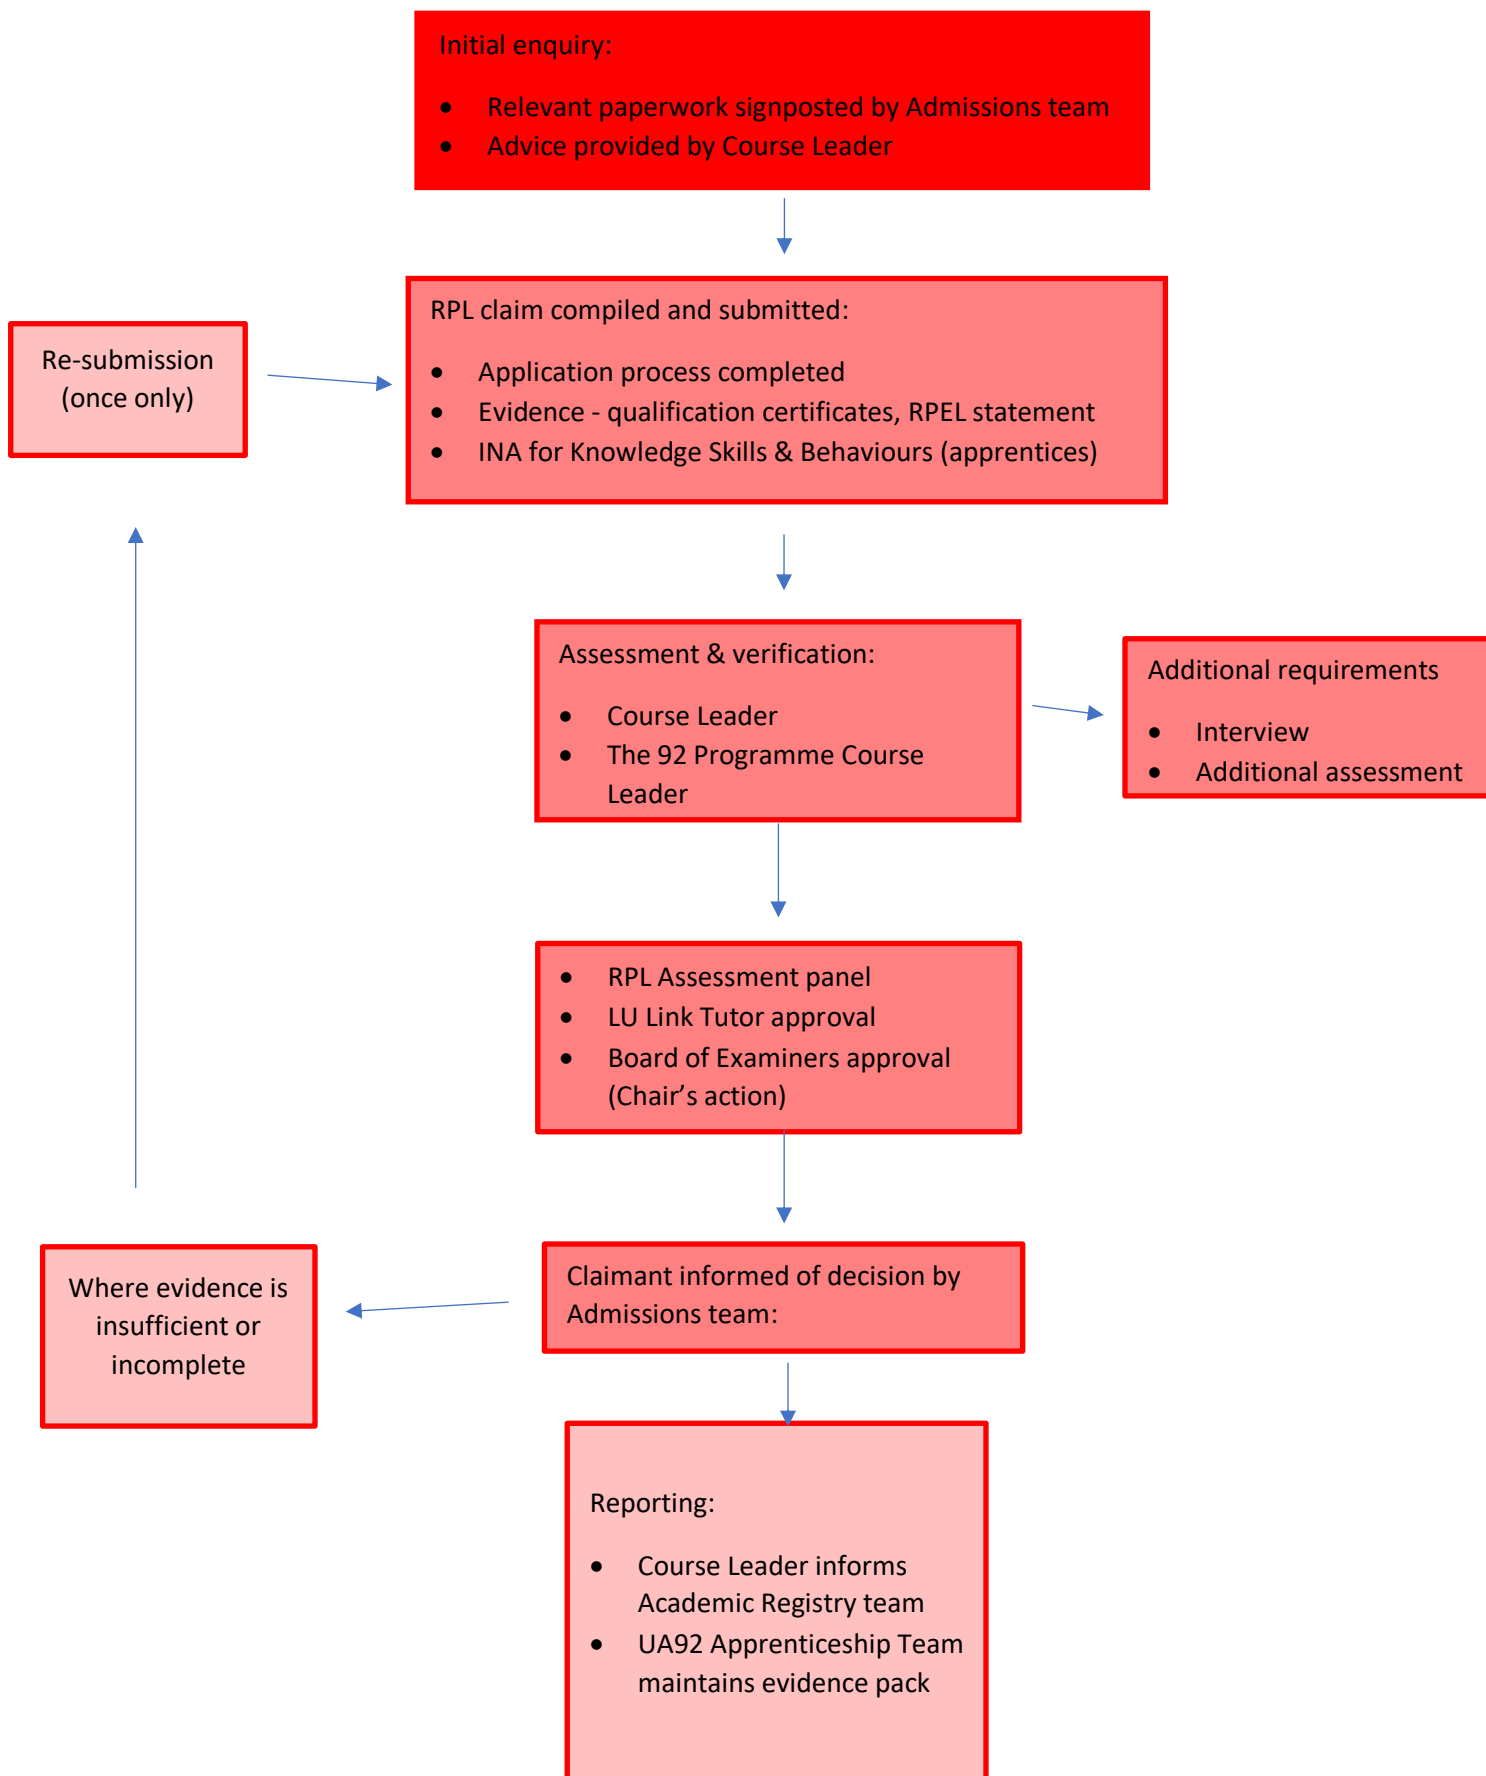 Initial enquiry:
• Relevant paperwork signposted by Admissions team
• Advice provided by Course Leader
RPL claim compiled and submitted:
• Application process completed
• Evidence - qualification certificates, RPEL statement
• INA for Knowledge Skills & Behaviours (apprentices)
Re-submission
(once only)
Assessment & verification:
• Course Leader
• The 92 Programme Course
Leader
Additional requirements
• Interview
• Additional assessment
• RPL Assessment panel
• LU Link Tutor approval
• Board of Examiners approval
(Chair’s action)
Claimant informed of decision by
Admissions team:
Where evidence is
insufficient or
incomplete
Reporting:
• Course Leader informs
Academic Registry team
• UA92 Apprenticeship Team
maintains evidence pack